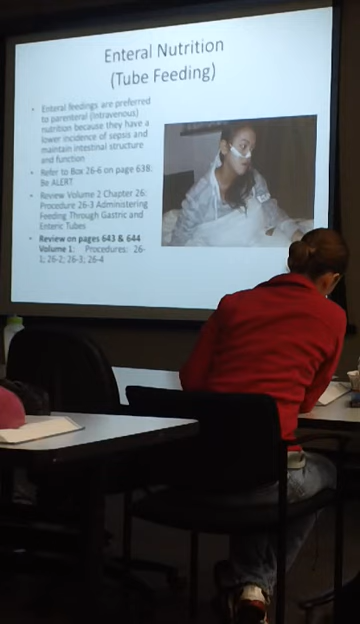 Enteral Nutrition
(Tube Feeding)
• Enteral feedings are preferred
to parenteral (Intravenous)
nutrition because they have a
lower incidence of sepsis and
maintain intestinal structure
and function
• Refer to Box 26-6 on page 638:
Be ALERT
• Review Volume 2 Chapter 26:
Procedure 26-3 Administering
Feeding Through Gastric and
Enteric Tubes
• Review on pages 643 & 644
Volume 1: Procedures: 26-
1; 26-2; 26-3; 26-4